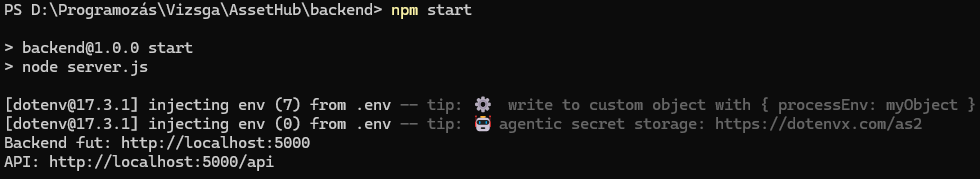 PS D:\Programozás\Vizsga\AssetHub\backend> npm start
> backend@1.0.0 start
> node server.js
[dotenv@17.3.1] injecting env (7) from .env -- tip: ⚙️ write to custom object with { processEnv: myObject }
[dotenv@17.3.1] injecting env (0) from .env -- tip: 🤖 agentic secret storage: https://dotenvx.com/as2
Backend fut: http://localhost:5000
API: http://localhost:5000/api